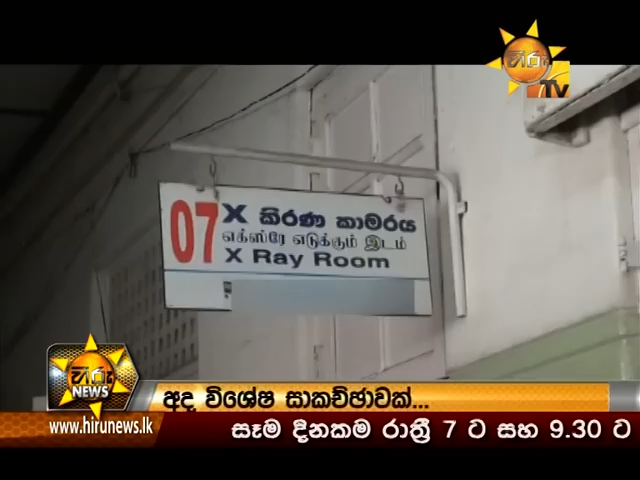 හිරු
TV
07
X කිරණ කාමරය
எக்ஸ்ரே எடுக்கும் இடம்
X Ray Room
හිරු
NEWS
අද විශේෂ සාකච්ඡාවක්...
www.hirunews.lk
සෑම දිනකම රාත්‍රී 7 ට සහ 9.30 ට